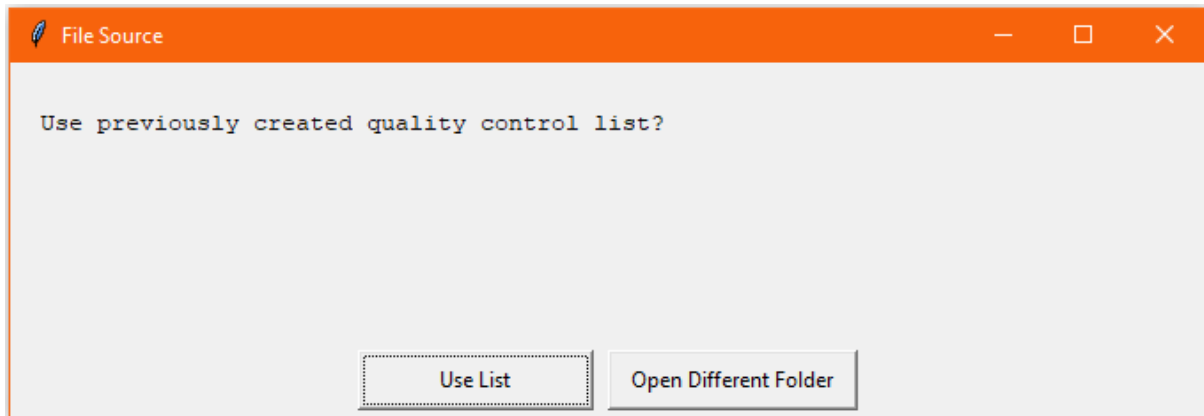 File Source
Use previously created quality control list?
Use List
Open Different Folder